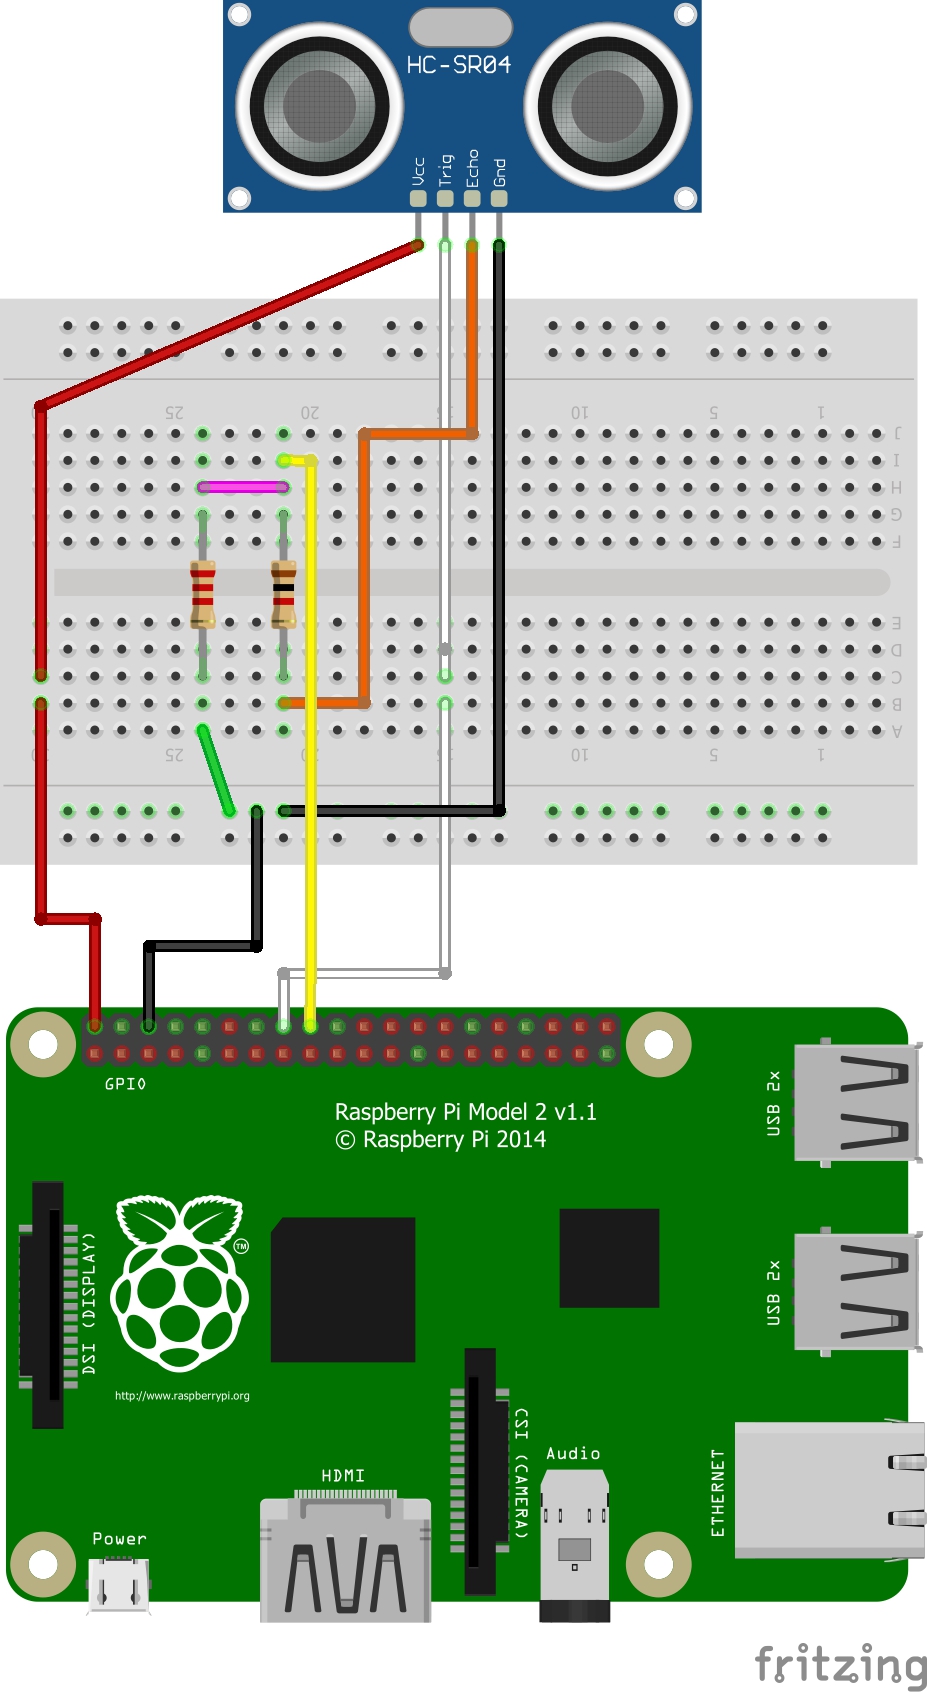 HC-SR04
Vcc
Trig
Echo
Gnd
25
20
10
5
1
J
I
H
G
F
E
D
C
B
A
25
10
5
1
GPIO
Raspberry Pi Model 2 v1.1
© Raspberry Pi 2014
USB 2x
DSI (DISPLAY)
TM
http://www.raspberrypi.org
USB 2x
CSI (CAMERA)
Audio
ETHERNET
HDMI
Power
fritzing